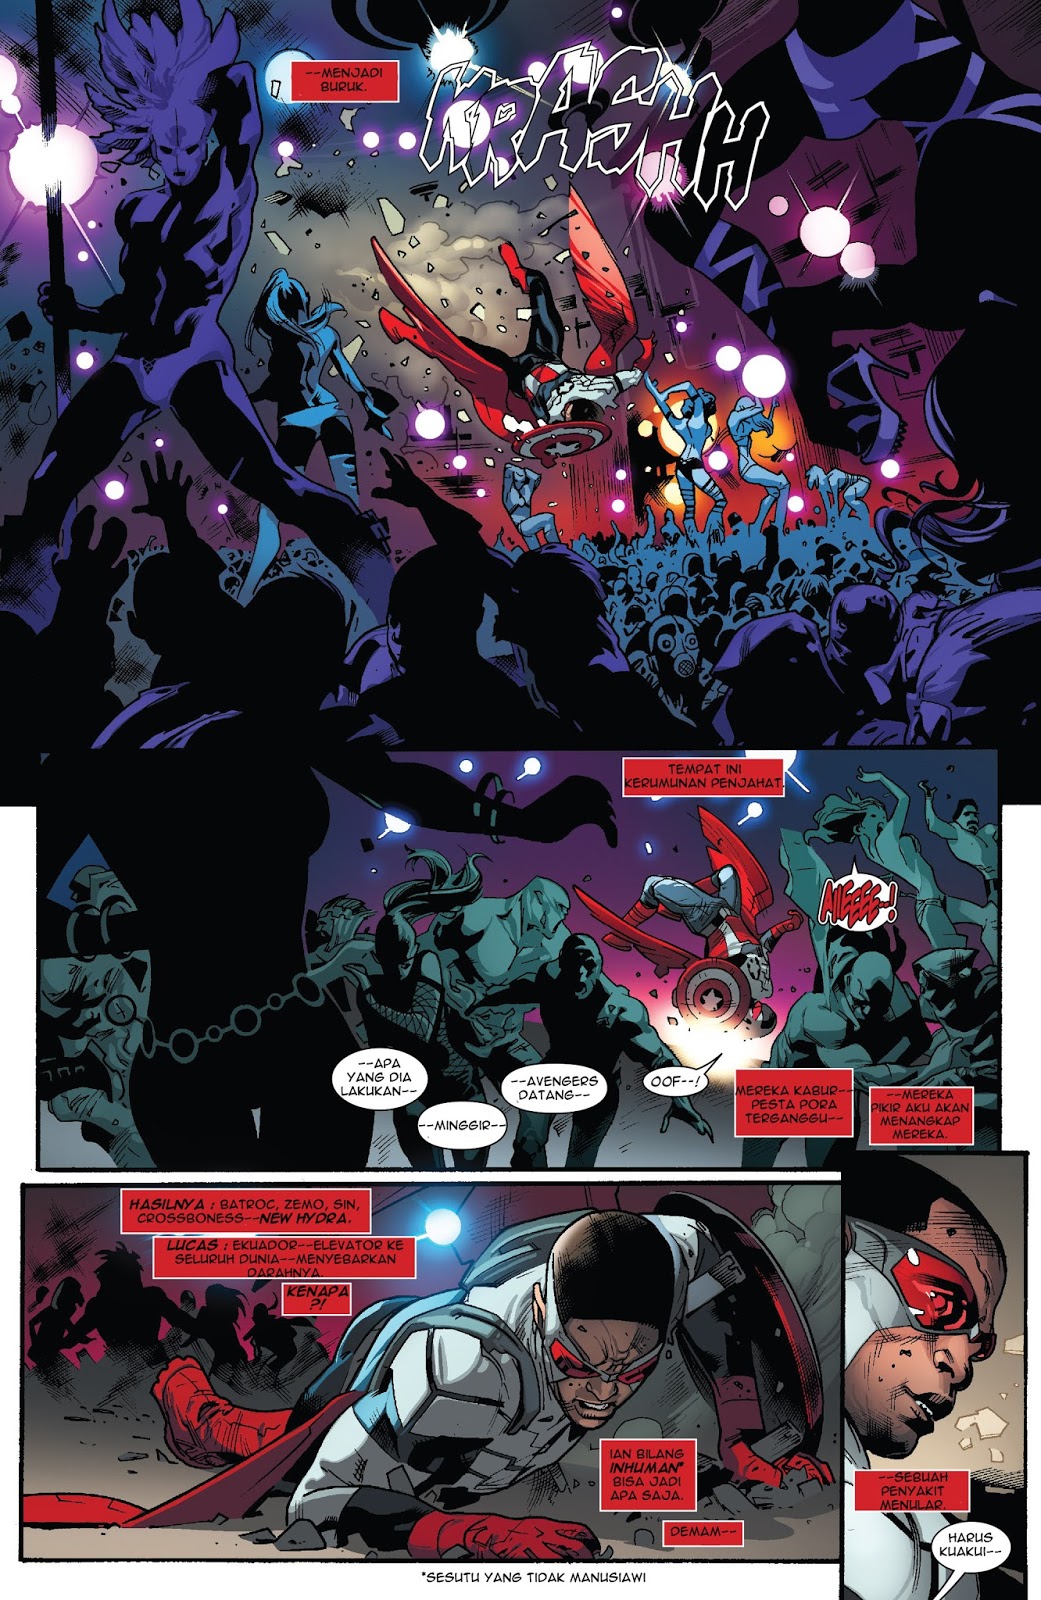 --MENJADI
BURUK.
KRASHH
TEMPAT INI
KERUMUNAN PENJAHAT.
AIIEEEE--!
--APA
YANG DIA
LAKUKAN--
--MINGGIR--
--AVENGERS
DATANG--
OOF--!
MEREKA KABUR--
PESTA PORA
TERGANGGU--
--MEREKA
PIKIR AKU AKAN
MENANGKAP
MEREKA.
HASILNYA : BATROC, ZEMO, SIN,
CROSSBONESS--NEW HYDRA.
LUCAS : EKUADOR--ELEVATOR KE
SELURUH DUNIA--MENYEBARKAN
DARAHNYA.
KENAPA
?!
IAN BILANG
INHUMAN*
BISA JADI
APA SAJA.
DEMAM--
--SEBUAH
PENYAKIT
MENULAR.
HARUS
KUAKUI--
*SESUTU YANG TIDAK MANUSIAWI